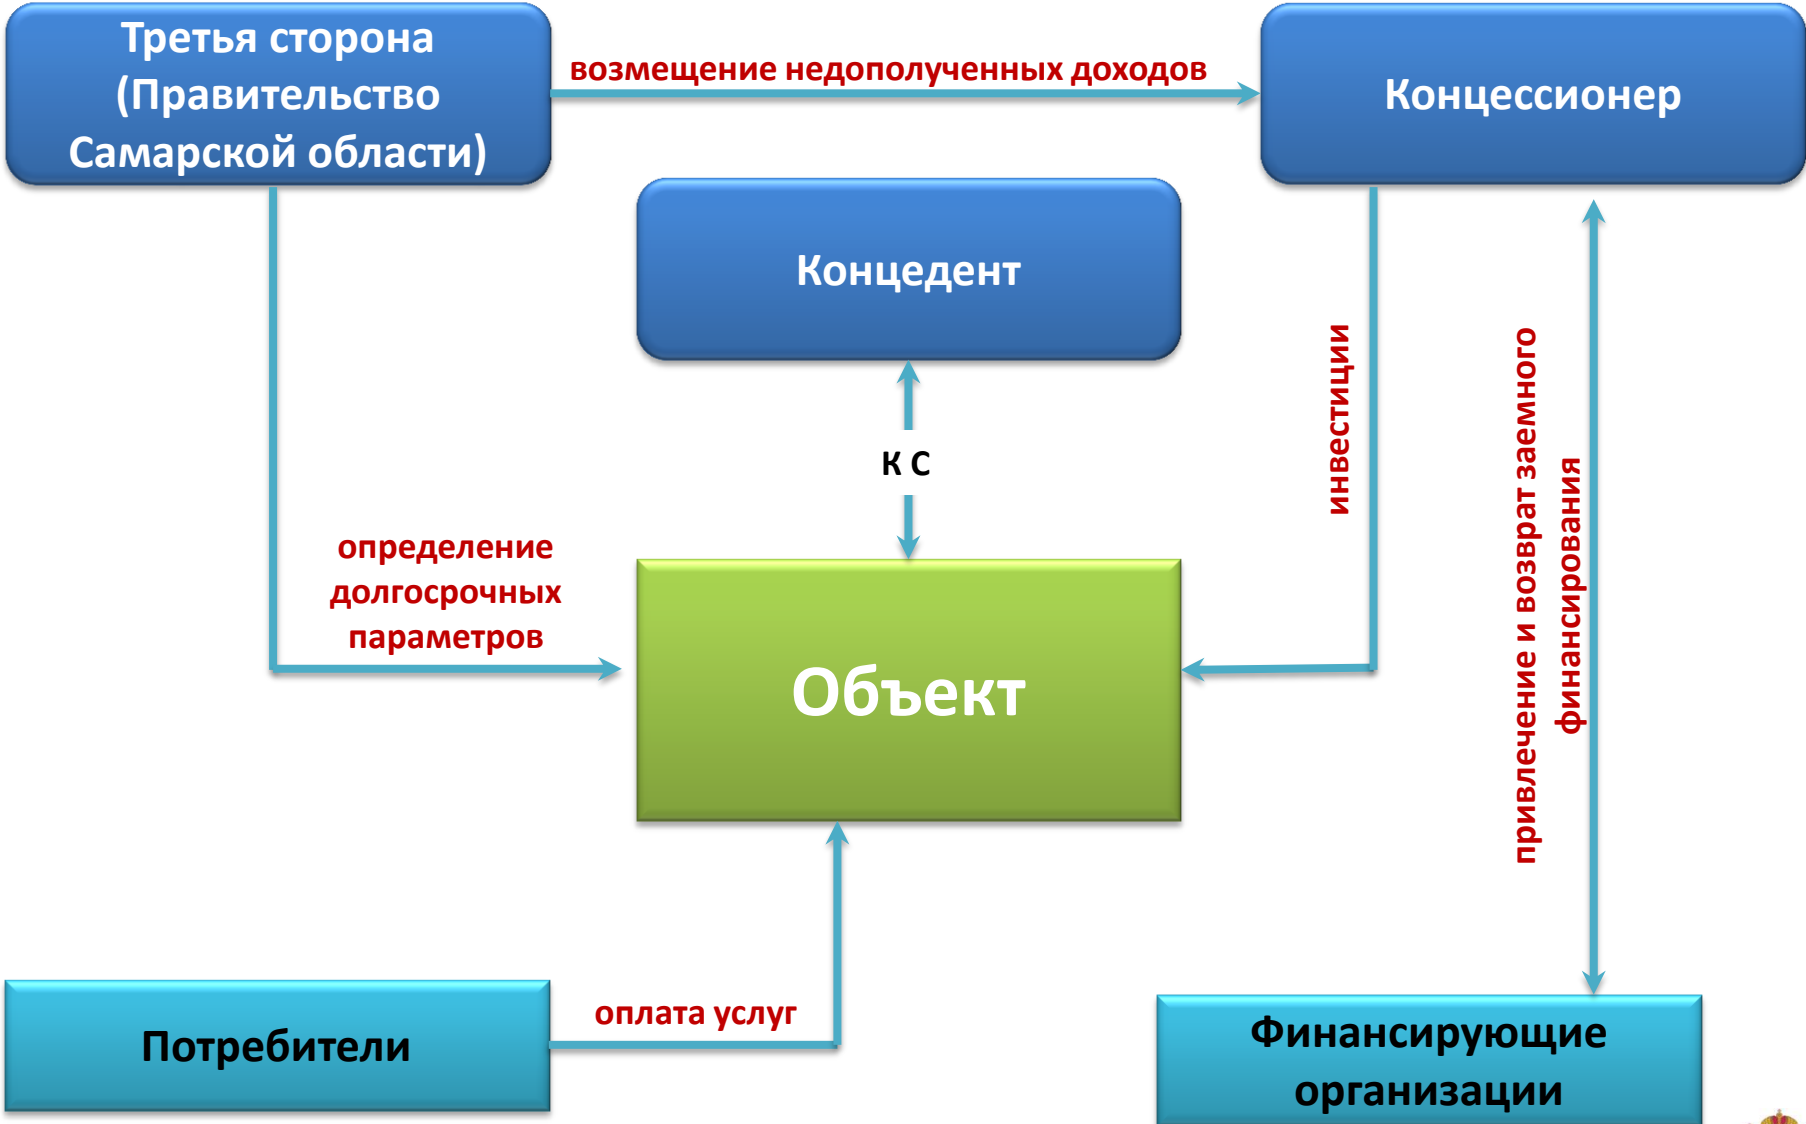 Третья сторона
(Правительство
Самарской области)
возмещение недополученных доходов
Концессионер
Концедент
К С
инвестиции
привлечение и возврат заемного
финансирования
определение
долгосрочных
параметров
Объект
Потребители
оплата услуг
Финансирующие
организации